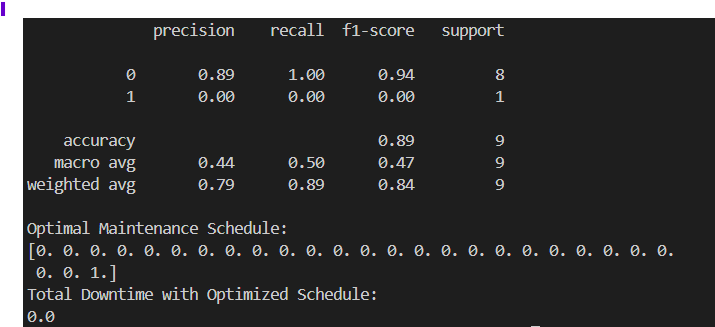 precision recall f1-score support
0 0.89 1.00 0.94 8
1 0.00 0.00 0.00 1
accuracy 0.89 9
macro avg 0.44 0.50 0.47 9
weighted avg 0.79 0.89 0.84 9
Optimal Maintenance Schedule:
[0. 0. 0. 0. 0. 0. 0. 0. 0. 0. 0. 0. 0. 0. 0. 0. 0. 0. 0. 0. 0. 0. 0. 0.
0. 0. 1.]
Total Downtime with Optimized Schedule:
0.0